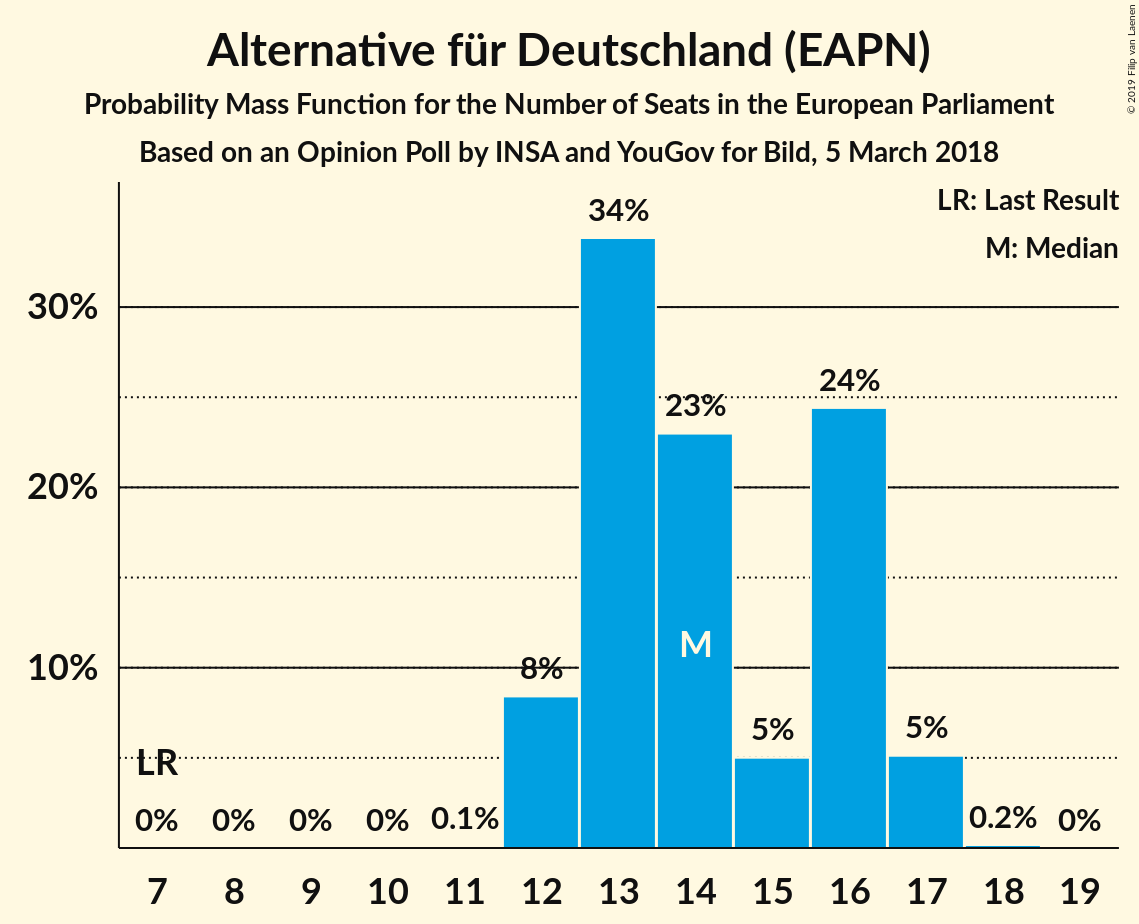 Alternative für Deutschland (EAPN)
Probability Mass Function for the Number of Seats in the European Parliament
Based on an Opinion Poll by INSA and YouGov for Bild, 5 March 2018
© 2019 Filip van Laenen
LR: Last Result
M: Median
30%
20%
10%
LR
0%
0%
0%
0%
0.1%
8%
34%
23%
M
5%
24%
5%
0.2%
0%
7 8 9 10 11 12 13 14 15 16 17 18 19